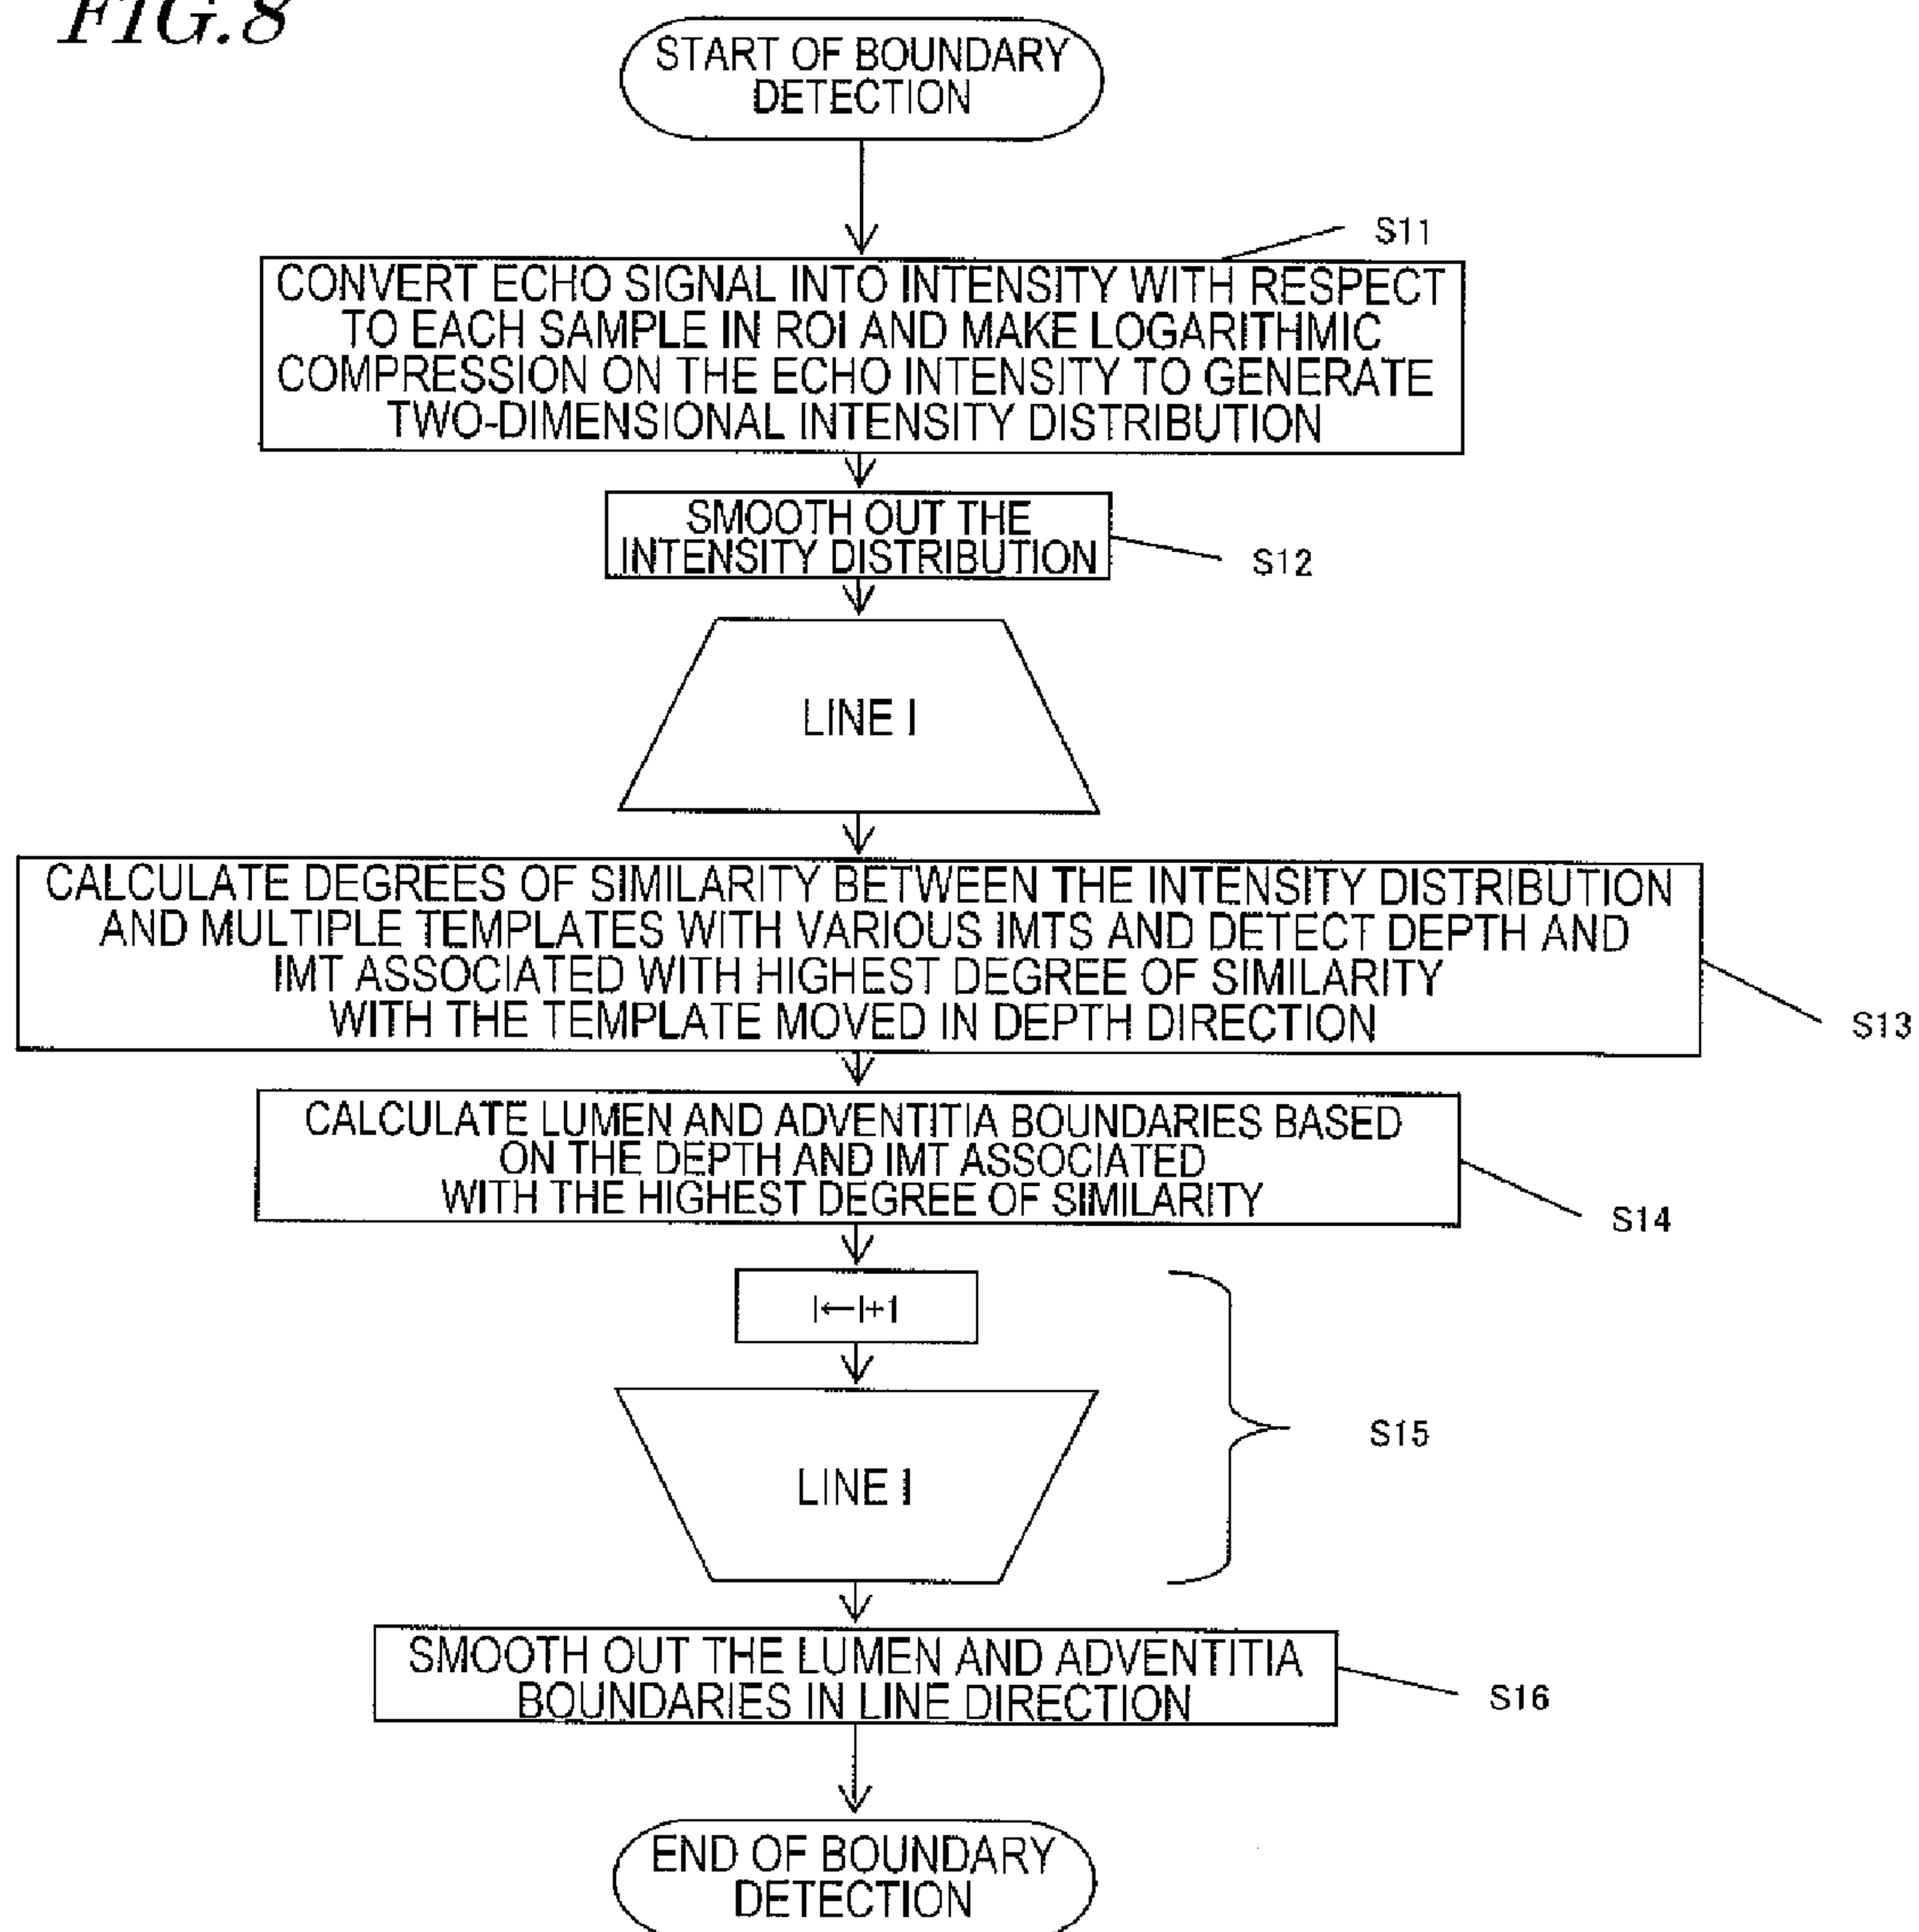 FIG.8
START OF BOUNDARY
DETECTION
S11
CONVERT ECHO SIGNAL INTO INTENSITY WITH RESPECT
TO EACH SAMPLE IN ROI AND MAKE LOGARITHMIC
COMPRESSION ON THE ECHO INTENSITY TO GENERATE
TWO-DIMENSIONAL INTENSITY DISTRIBUTION
SMOOTH OUT THE
INTENSITY DISTRIBUTION
S12
LINE I
CALCULATE DEGREES OF SIMILARITY BETWEEN THE INTENSITY DISTRIBUTION
AND MULTIPLE TEMPLATES WITH VARIOUS IMTS AND DETECT DEPTH AND
IMT ASSOCIATED WITH HIGHEST DEGREE OF SIMILARITY
WITH THE TEMPLATE MOVED IN DEPTH DIRECTION
S13
CALCULATE LUMEN AND ADVENTITIA BOUNDARIES BASED
ON THE DEPTH AND IMT ASSOCIATED
WITH THE HIGHEST DEGREE OF SIMILARITY
S14
I←I+1
S15
LINE I
SMOOTH OUT THE LUMEN AND ADVENTITIA
BOUNDARIES IN LINE DIRECTION
S16
END OF BOUNDARY
DETECTION